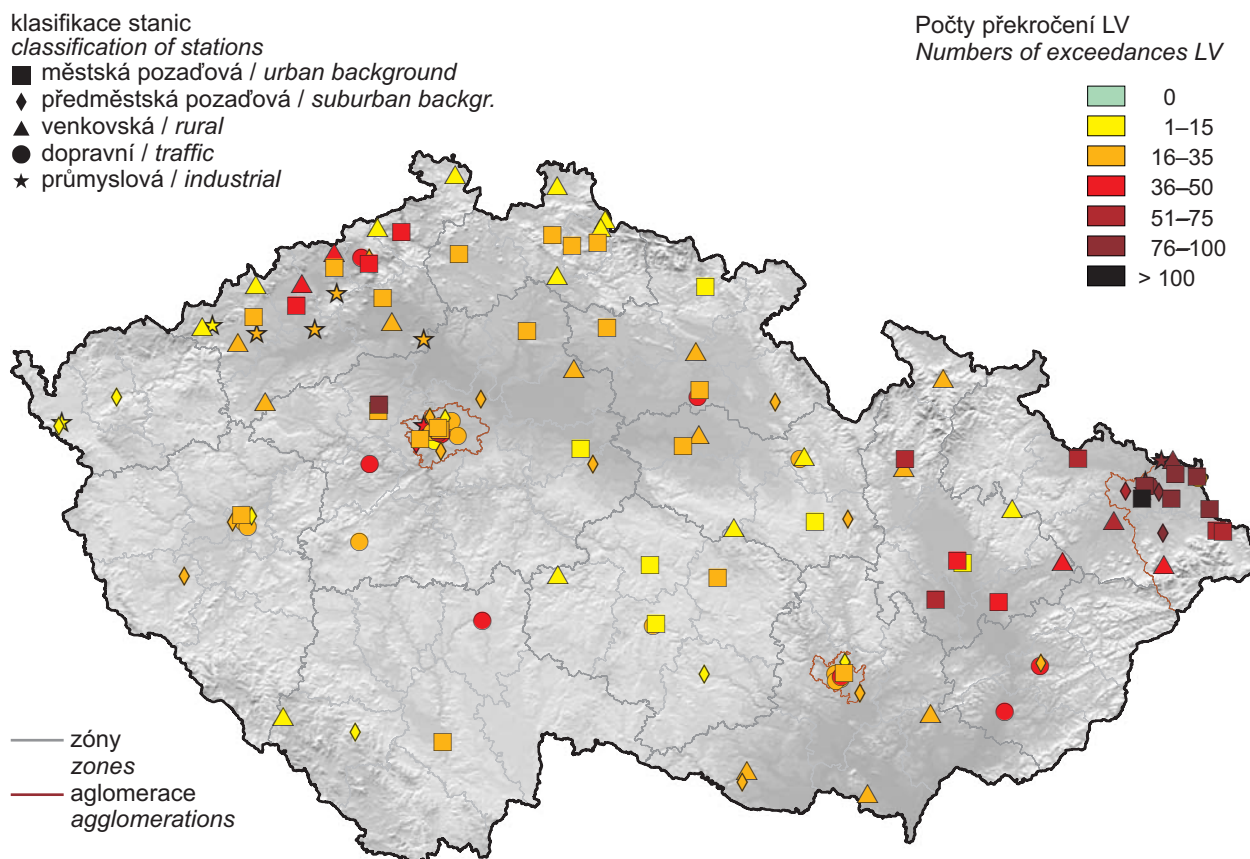 klasifikace stanic
classification of stations
městská pozaďová / urban background
předměstská pozaďová / suburban backgr.
venkovská / rural
dopravní / traffic
průmyslová / industrial
Počty překročení LV
Numbers of exceedances LV
0
1–15
16–35
36–50
51–75
76–100
> 100
zóny
zones
aglomerace
agglomerations